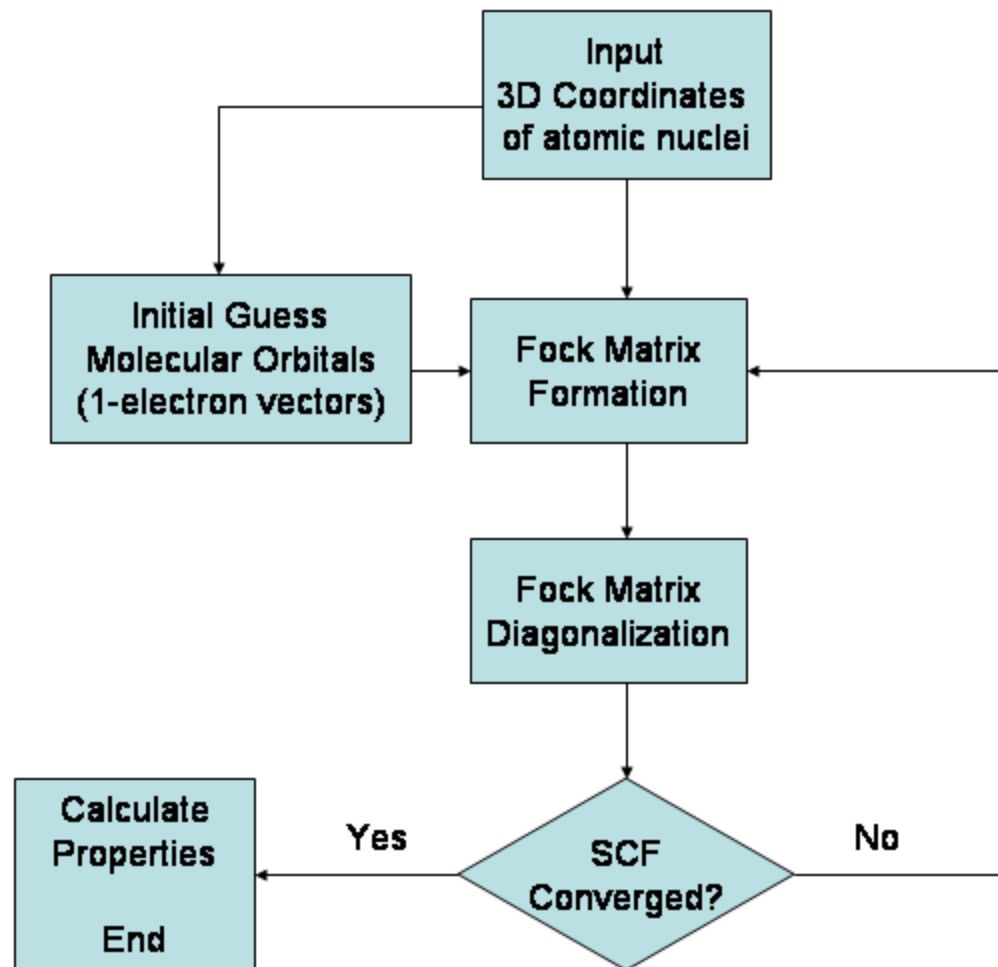 Input
3D Coordinates
of atomic nuclei
Initial Guess
Molecular Orbitals
(1-electron vectors)
Fock Matrix
Formation
Fock Matrix
Diagonalization
SCF
Converged?
Yes
No
Calculate
Properties
End